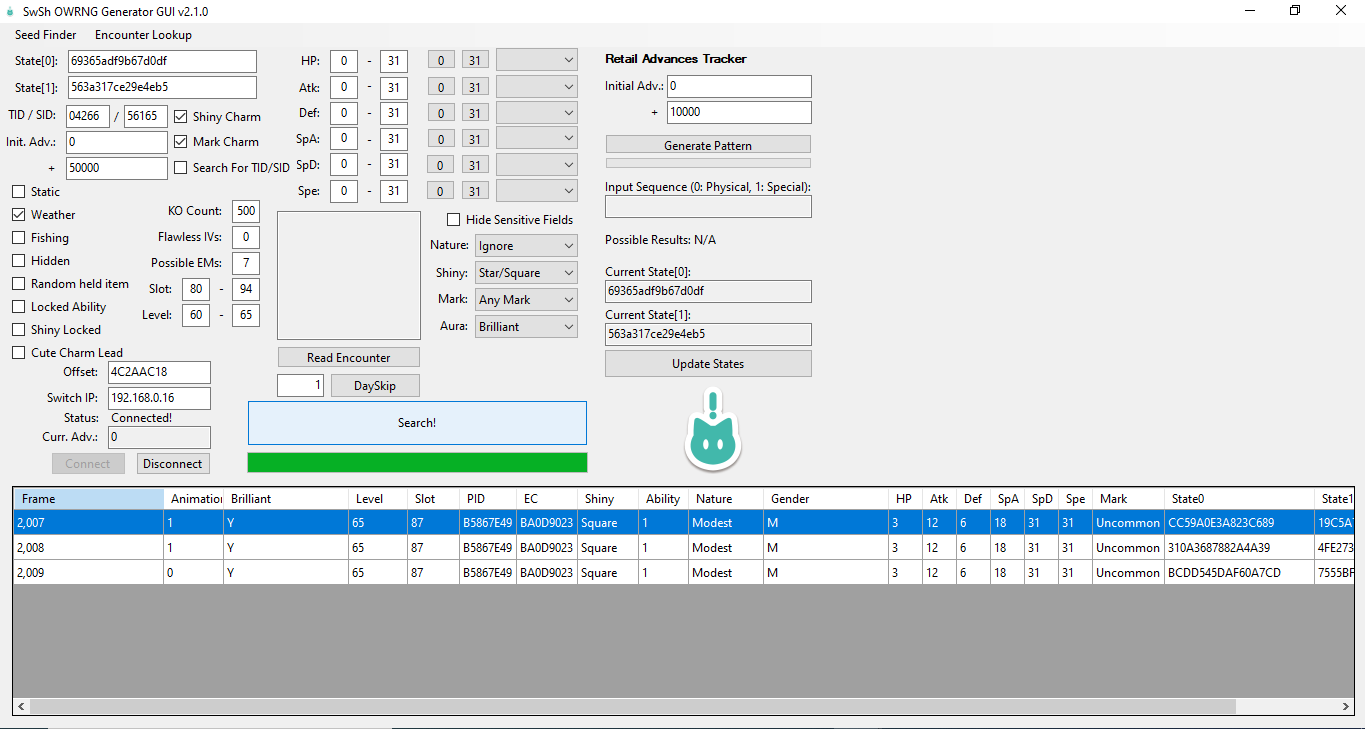 SwSh OWRNG Generator GUI v2.1.0
Seed Finder Encounter Lookup
State[0]: 69365adf9b67d0df
State[1]: 563a317ce29e4eb5
TID / SID: 04266 / 56165 Shiny Charm
Init. Adv.: 0 Mark Charm
+ 50000 Search For TID/SID
Static
Weather
Fishing
Hidden
Random held item
Locked Ability
Shiny Locked
Cute Charm Lead
KO Count: 500
Flawless IVs: 0
Possible EMs: 7
Slot: 80 - 94
Level: 60 - 65
Offset: 4C2AAC18
Switch IP: 192.168.0.16
Status: Connected!
Curr. Adv.: 0
Connect Disconnect
HP: 0 - 31 0 31
Atk: 0 - 31 0 31
Def: 0 - 31 0 31
SpA: 0 - 31 0 31
SpD: 0 - 31 0 31
Spe: 0 - 31 0 31
Hide Sensitive Fields
Nature: Ignore
Shiny: Star/Square
Mark: Any Mark
Aura: Brilliant
Read Encounter
1 DaySkip
Search!
Retail Advances Tracker
Initial Adv.: 0
+ 10000
Generate Pattern
Input Sequence (0: Physical, 1: Special):
Possible Results: N/A
Current State[0]:
69365adf9b67d0df
Current State[1]:
563a317ce29e4eb5
Update States
Frame Animation Brilliant Level Slot PID EC Shiny Ability Nature Gender HP Atk Def SpA SpD Spe Mark State0 State1
2,007 1 Y 65 87 B5867E49 BA0D9023 Square 1 Modest M 3 12 6 18 31 31 Uncommon CC59A0E3A823C689 19C5A
2,008 1 Y 65 87 B5867E49 BA0D9023 Square 1 Modest M 3 12 6 18 31 31 Uncommon 310A3687882A4A39 4FE273
2,009 0 Y 65 87 B5867E49 BA0D9023 Square 1 Modest M 3 12 6 18 31 31 Uncommon BCDD545DAF60A7CD 7555BF